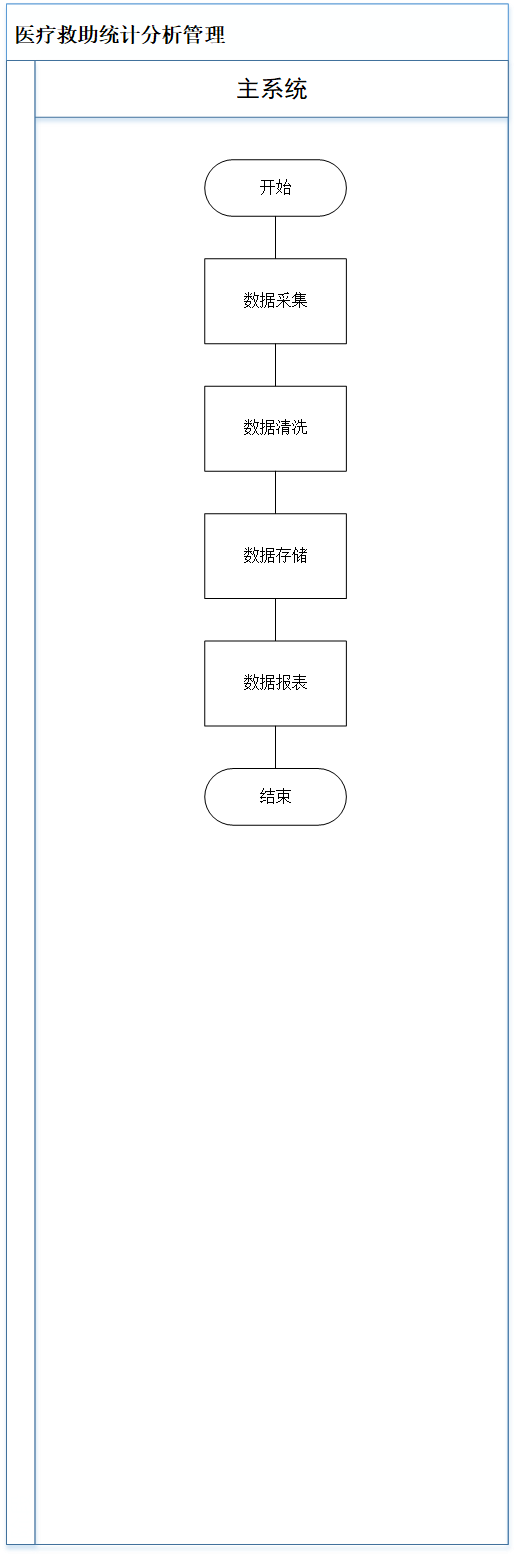 医疗救助统计分析管理
主系统
开始
数据采集
数据清洗
数据存储
数据报表
结束